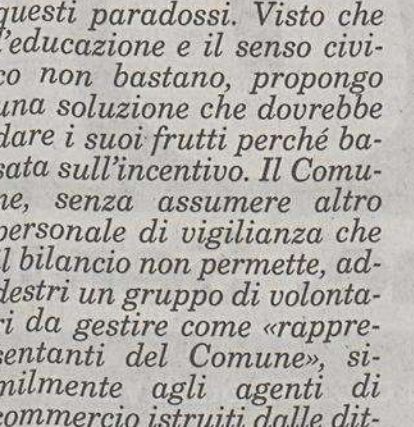 questi paradossi. Visto che
l'educazione e il senso civi-
co non bastano, propongo
una soluzione che dovrebbe
dare i suoi frutti perché ba-
sata sull'incentivo. Il Comu-
ne, senza assumere altro
personale di vigilianza che
il bilancio non permette, ad-
destri un gruppo di volonta-
ri da gestire come «rappre-
sentanti del Comune», si-
milmente agli agenti di
commercio istruiti dalle dit-